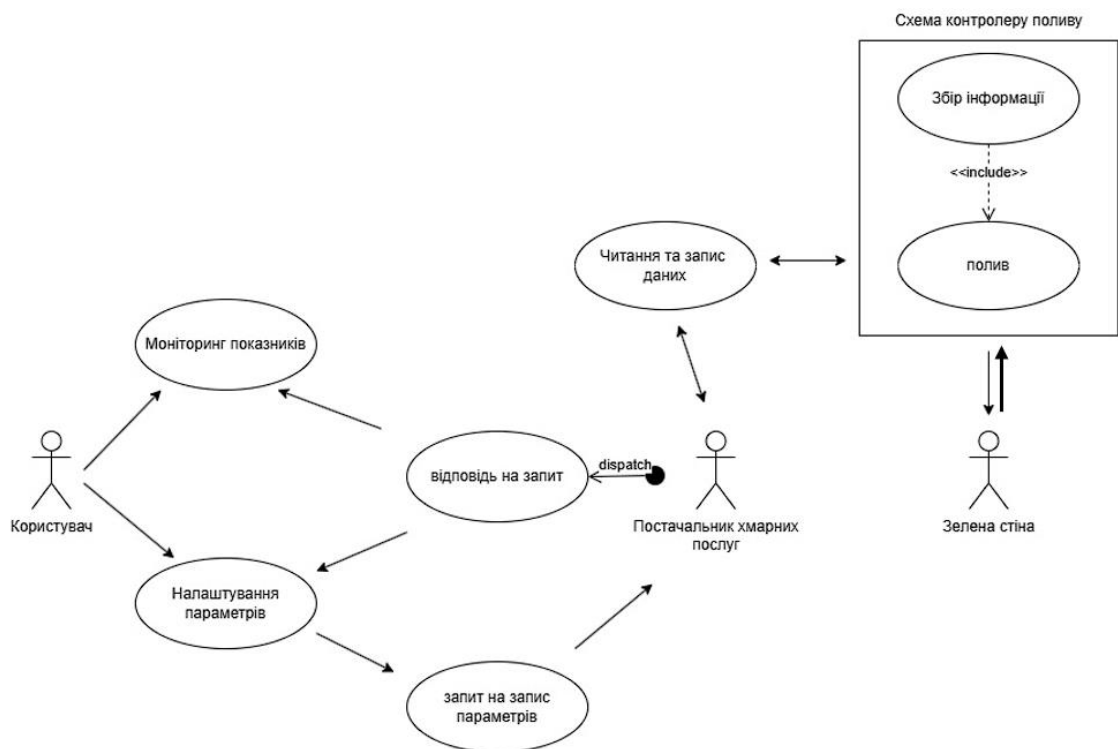 Схема контролеру поливу
Збір інформації
<<include>>
полив
Читання та запис
даних
Моніторинг показників
відповідь на запит
dispatch
Користувач
Постачальник хмарних
послуг
Зелена стіна
Налаштування
параметрів
запит на запис
параметрів